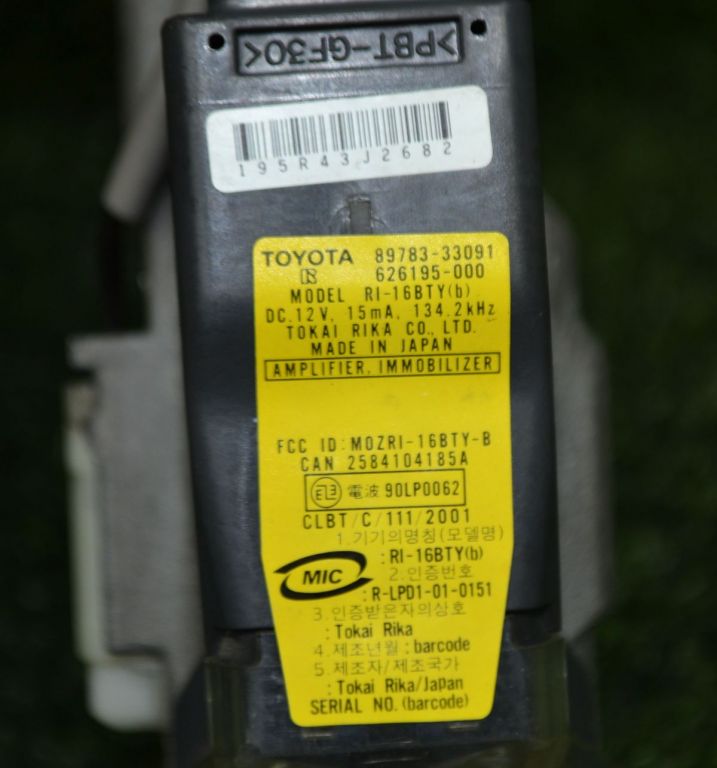 >PBT-GF30<
195R43J2682
TOYOTA 89783-33091
626195-000
MODEL RI-16BTY(b)
DC.12V, 15mA, 134.2kHz
TOKAI RIKA CO., LTD.
MADE IN JAPAN
AMPLIFIER, IMMOBILIZER
FCC ID:MOZRI-16BTY-B
CAN 2584104185A
電波 90LP0062
CLBT/C/111/2001
1.기기의명칭(모델명)
:RI-16BTY(b)
MIC
2.인증번호
:R-LPD1-01-0151
3.인증받은자의상호
:Tokai Rika
4.제조년월:barcode
5.제조자/제조국가
:Tokai Rika/Japan
SERIAL NO.(barcode)